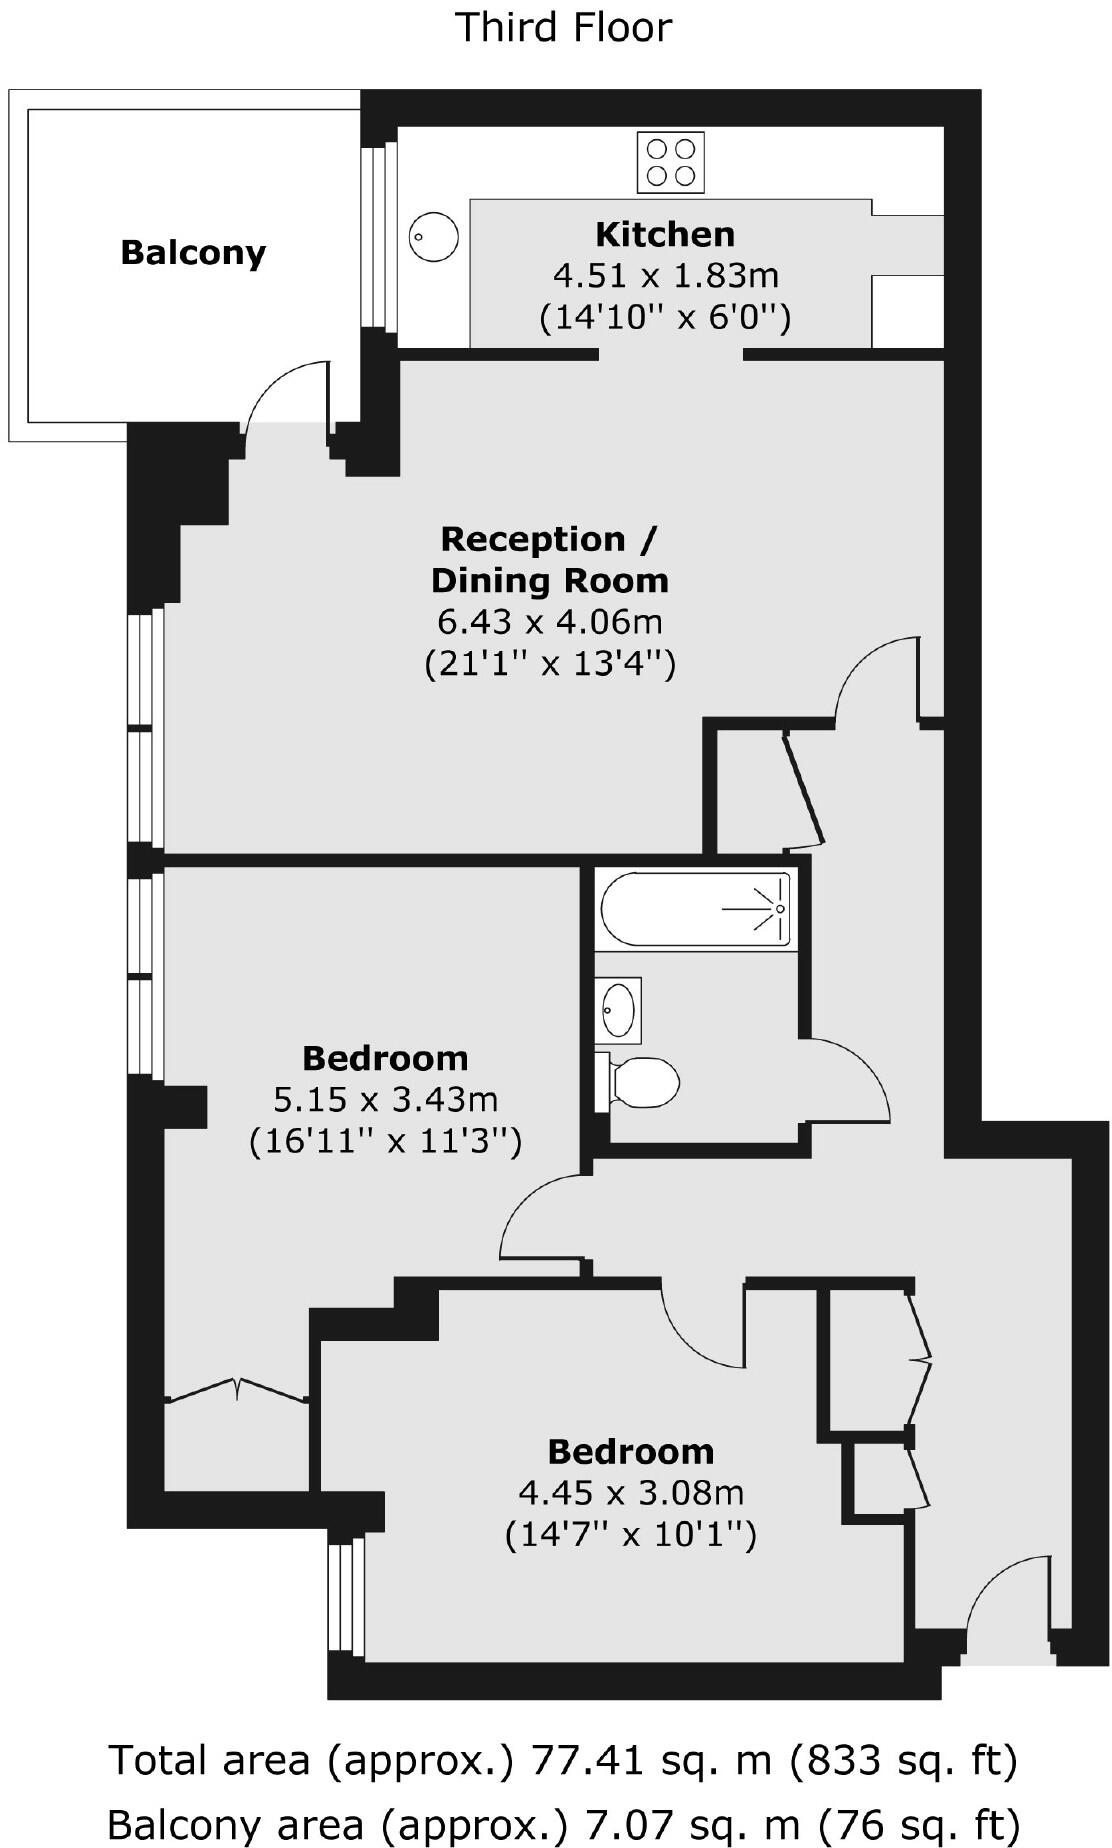 Third Floor
Balcony
Kitchen
4.51 x 1.83m
(14'10'' x 6'0'')
Reception /
Dining Room
6.43 x 4.06m
(21'1'' x 13'4'')
Bedroom
5.15 x 3.43m
(16'11'' x 11'3'')
Bedroom
4.45 x 3.08m
(14'7'' x 10'1'')
Total area (approx.) 77.41 sq. m (833 sq. ft)
Balcony area (approx.) 7.07 sq. m (76 sq. ft)